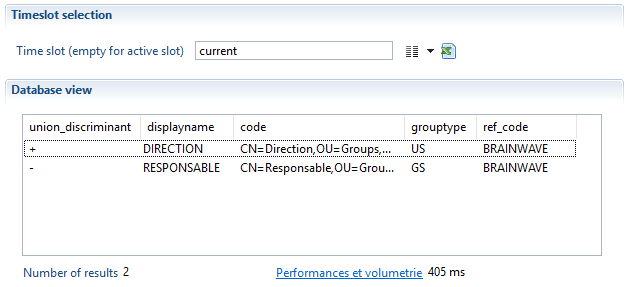 Timeslot selection
Time slot (empty for active slot) current
Database view
union_discriminant displayname code grouptype ref_code
+ DIRECTION CN=Direction,OU=Groups,... US BRAINWAVE
- RESPONSABLE CN=Responsable,OU=Grou... GS BRAINWAVE
Number of results 2 Performances et volumetrie 405 ms